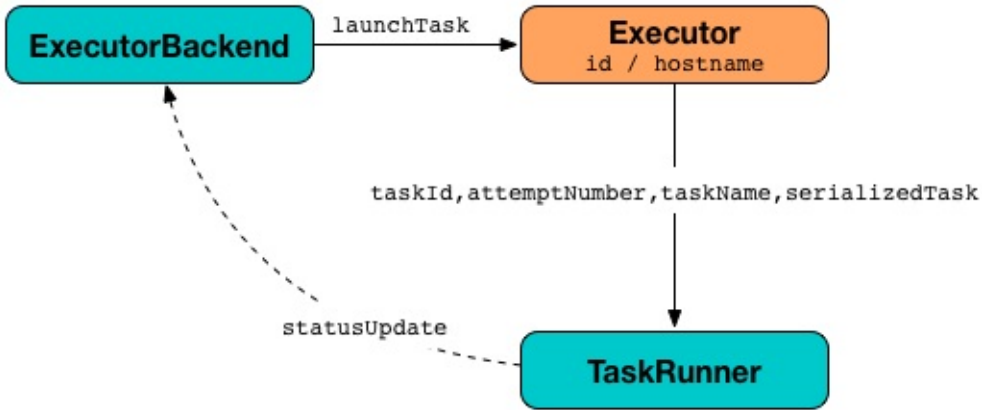 ExecutorBackend
launchTask
Executor
id / hostname
taskId,attemptNumber,taskName,serializedTask
statusUpdate
TaskRunner